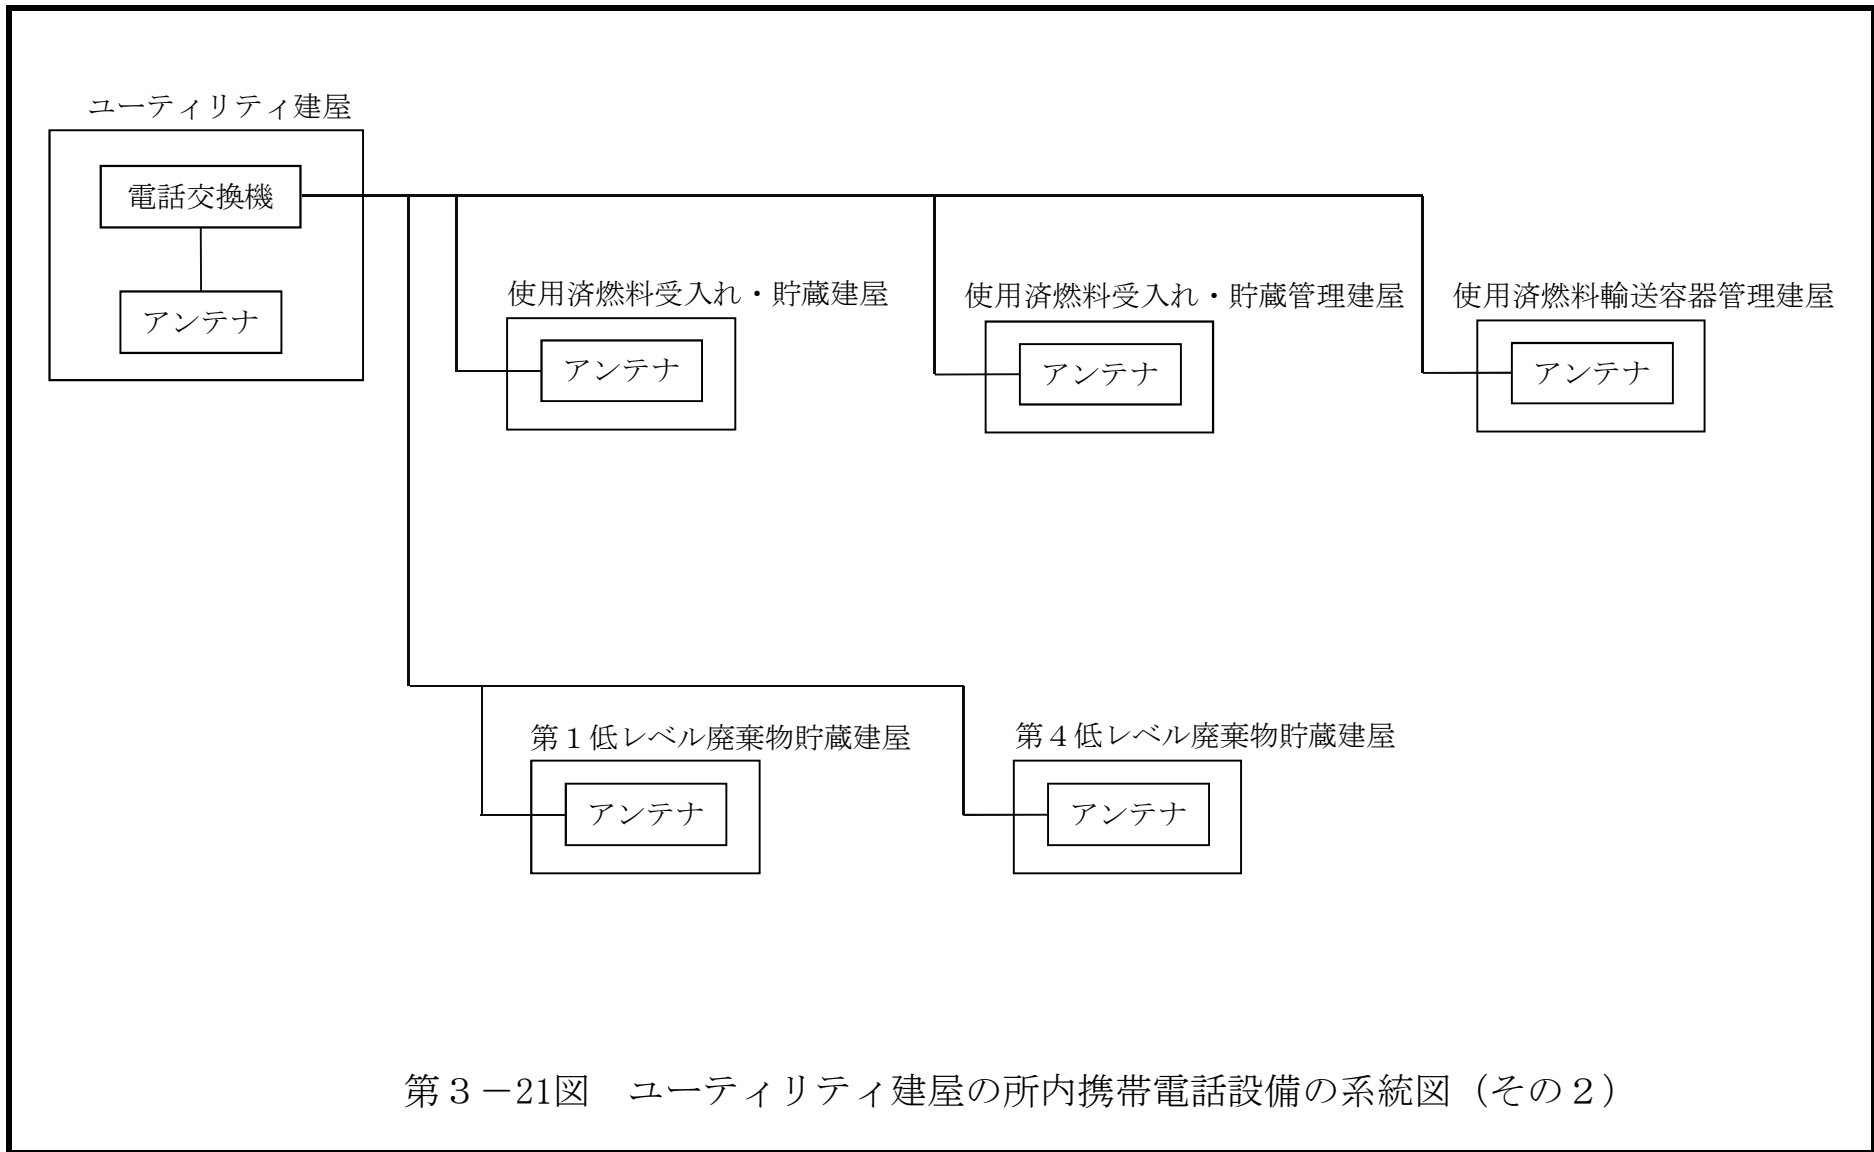 ユーティリティ建屋
電話交換機
アンテナ
使用済燃料受入れ・貯蔵建屋
アンテナ
使用済燃料受入れ・貯蔵管理建屋
アンテナ
使用済燃料輸送容器管理建屋
アンテナ
第１低レベル廃棄物貯蔵建屋
アンテナ
第４低レベル廃棄物貯蔵建屋
アンテナ
第３－21図　ユーティリティ建屋の所内携帯電話設備の系統図（その２）